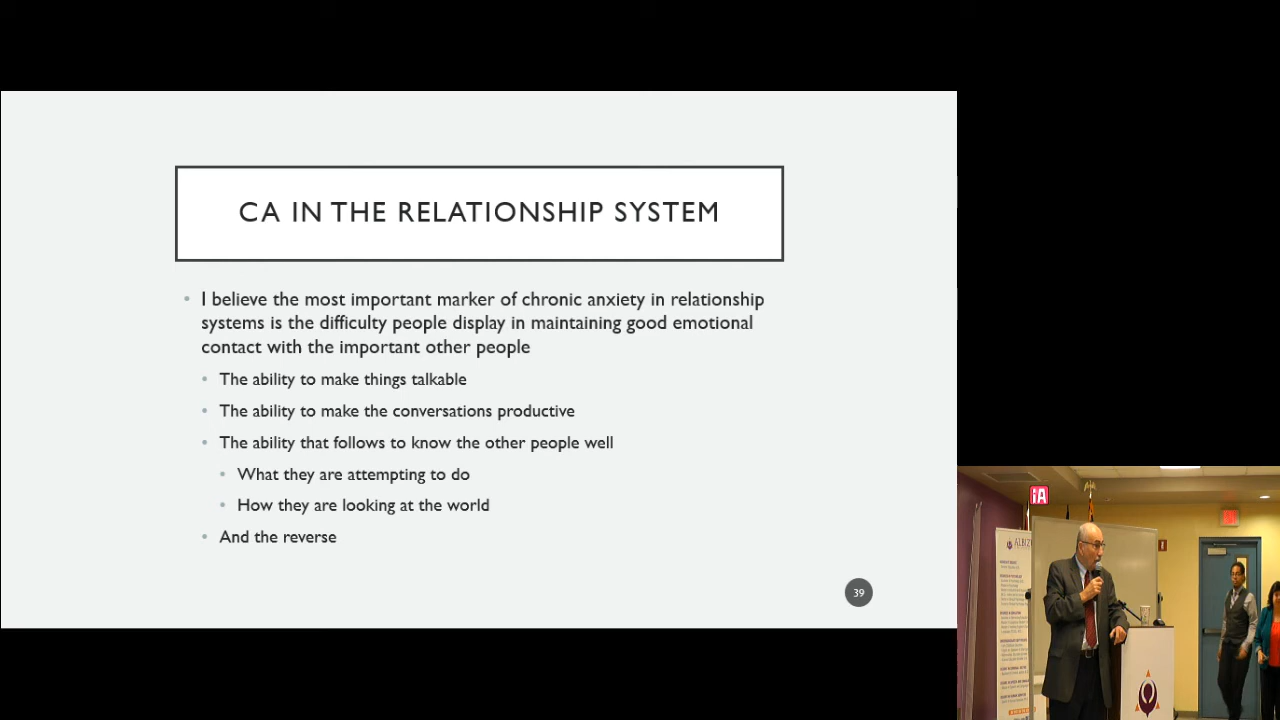 CA IN THE RELATIONSHIP SYSTEM
• I believe the most important marker of chronic anxiety in relationship
systems is the difficulty people display in maintaining good emotional
contact with the important other people
• The ability to make things talkable
• The ability to make the conversations productive
• The ability that follows to know the other people well
• What they are attempting to do
• How they are looking at the world
• And the reverse
39
iA
ALBIZ